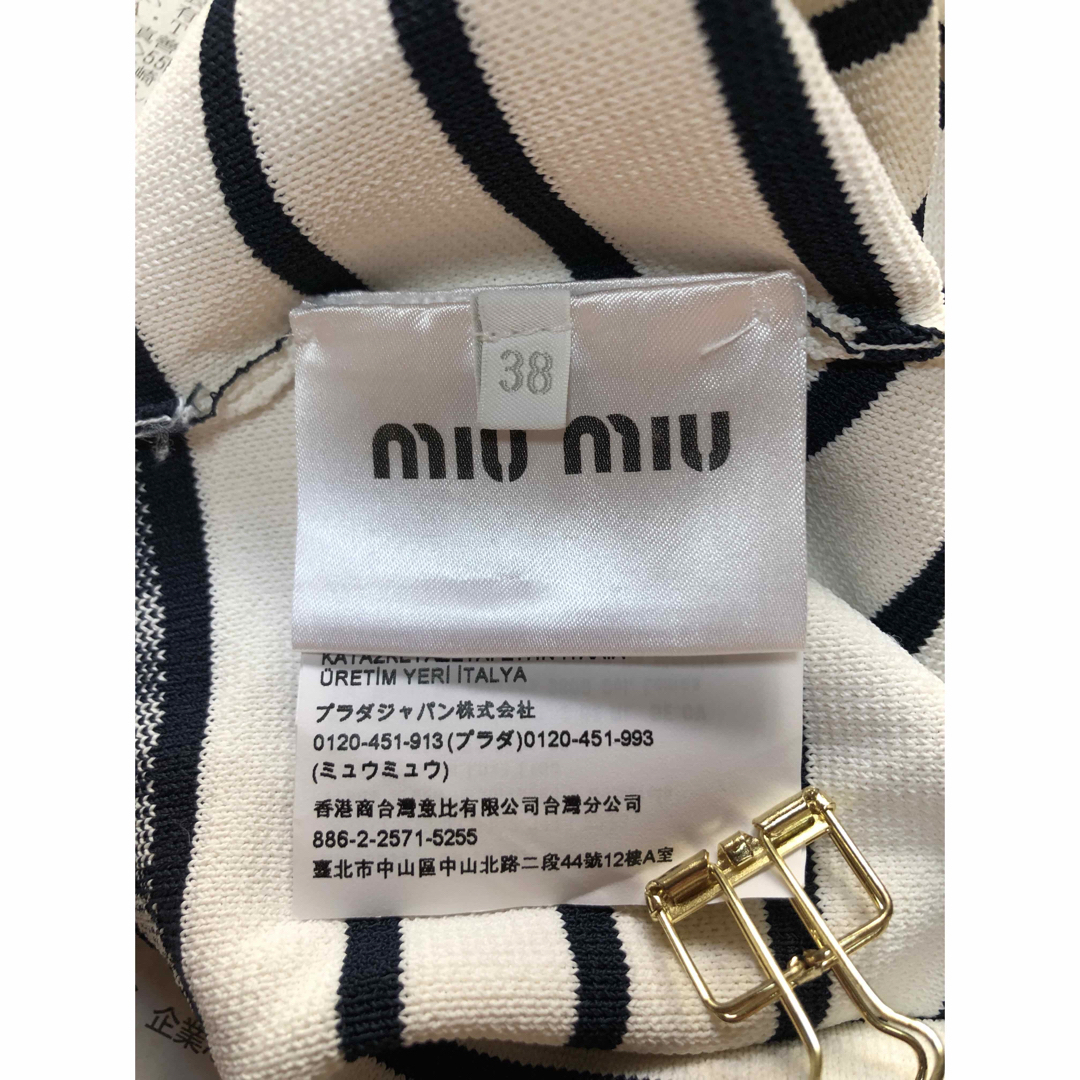 38
miu miu
ÜRETİM YERİ İTALYA
プラダジャパン株式会社
0120-451-913 (プラダ)0120-451-993
(ミュウミュウ)
香港商台灣惫比有限公司台灣分公司
886-2-2571-5255
臺北市中山區中山北路二段44號12樓A室
企業